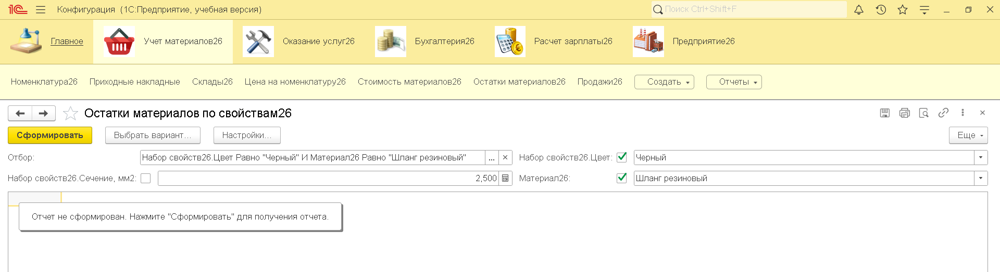 1С Конфигурация (1С:Предприятие, учебная версия) Поиск Ctrl+Shift+F
Главное Учет материалов26 Оказание услуг26 Бухгалтерия26 Расчет зарплаты26 Предприятие26
Номенклатура26 Приходные накладные Склады26 Цена на номенклатуру26 Стоимость материалов26 Остатки материалов26 Продажи26 Создать Отчеты
Остатки материалов по свойствам26
Сформировать Выбрать вариант... Настройки... Еще
Отбор: Набор свойств26.Цвет Равно "Черный" И Материал26 Равно "Шланг резиновый" ... Набор свойств26.Цвет: Черный
Набор свойств26.Сечение, мм2: 2,500 Материал26: Шланг резиновый
Отчет не сформирован. Нажмите "Сформировать" для получения отчета.